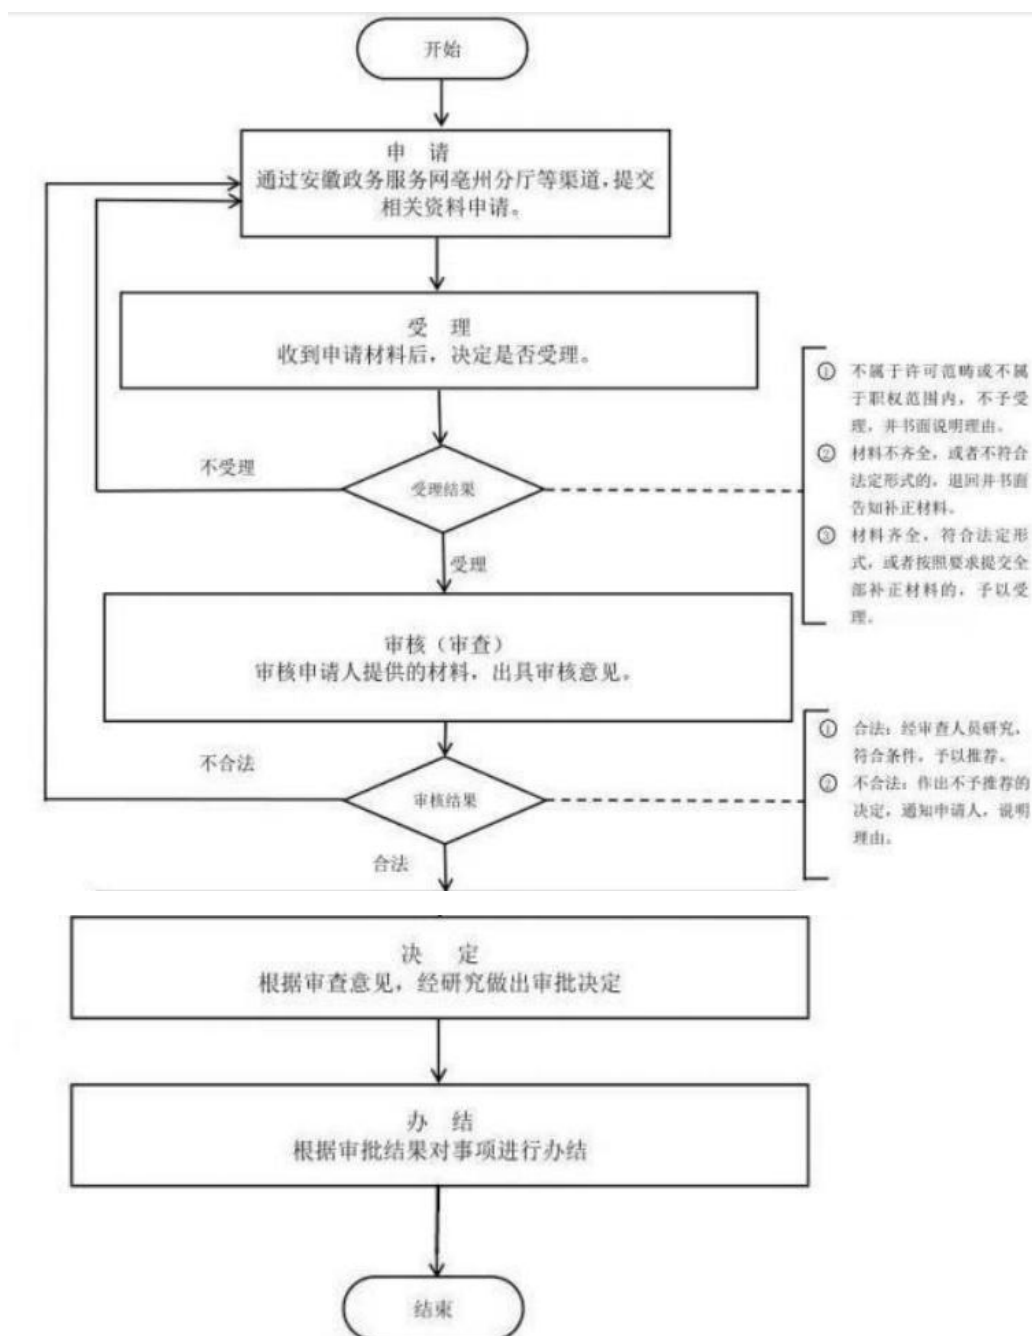 开始
申 请
通过安徽政务服务网亳州分厅等渠道，提交
相关资料申请。
受 理
收到申请材料后，决定是否受理。
不受理
受理结果
① 不属于许可范畴或不属
于职权范围内，不予受
理，并书面说明理由。
② 材料不齐全，或者不符合
法定形式的，退回并书面
告知补正材料。
③ 材料齐全，符合法定形
式，或者按照要求提交全
部补正材料的，予以受
理。
受理
审核（审查）
审核申请人提供的材料，出具审核意见。
不合法
审核结果
① 合法：经审查人员研究，
符合条件，予以推荐。
② 不合法：作出不予推荐的
决定，通知申请人，说明
理由。
合法
决 定
根据审查意见，经研究做出审批决定
办 结
根据审批结果对事项进行办结
结束